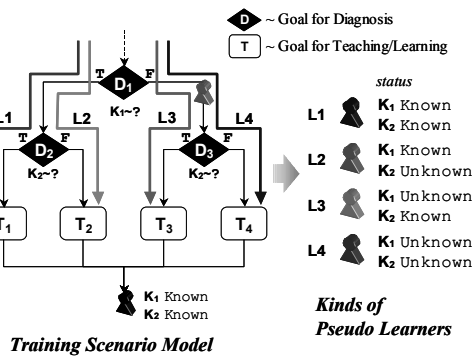 D ~ Goal for Diagnosis
T ~ Goal for Teaching/Learning
D1
T F
K1~?
L1 L2 L3 L4
T F T F
D2 D3
K2~? K2~?
T1 T2 T3 T4
K1 Known
K2 Known
Training Scenario Model
status
L1 K1 Known
K2 Known
L2 K1 Known
K2 Unknown
L3 K1 Unknown
K2 Known
L4 K1 Unknown
K2 Unknown
Kinds of
Pseudo Learners